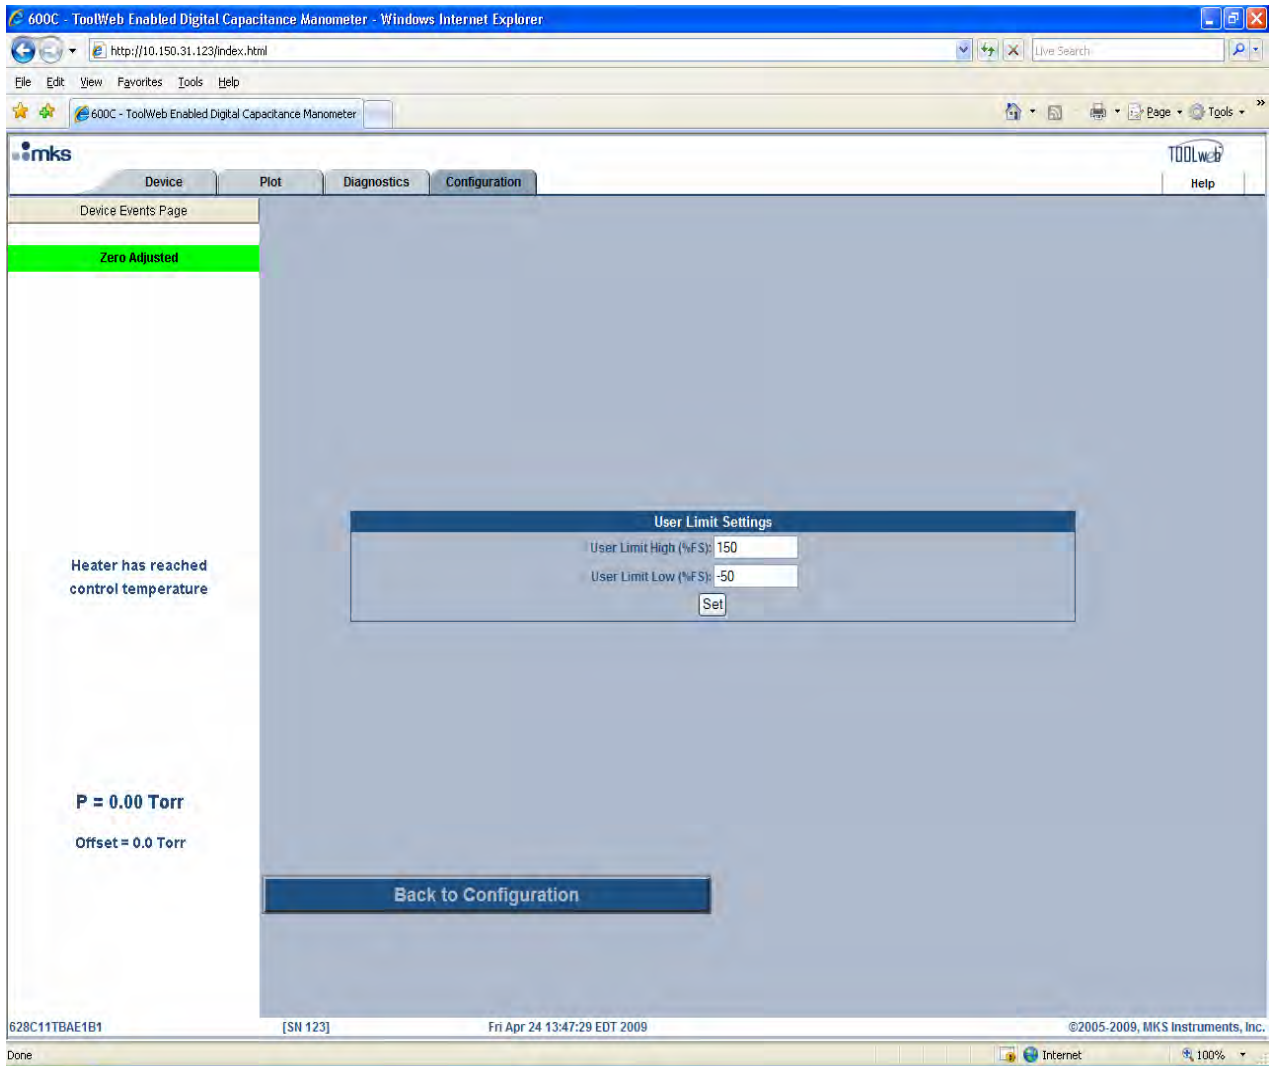 600C - ToolWeb Enabled Digital Capacitance Manometer - Windows Internet Explorer
http://10.150.31.123/index.html
Live Search
File Edit View Favorites Tools Help
600C - ToolWeb Enabled Digital Capacitance Manometer
Page Tools »
mks
TOOLweb
Device Plot Diagnostics Configuration Help
Device Events Page
Zero Adjusted
User Limit Settings
User Limit High (%FS): 150
Heater has reached
control temperature
User Limit Low (%FS): -50
Set
P = 0.00 Torr
Offset = 0.0 Torr
Back to Configuration
628C11TBAE1B1 [SN 123] Fri Apr 24 13:47:29 EDT 2009 ©2005-2009, MKS Instruments, Inc.
Done Internet 100%